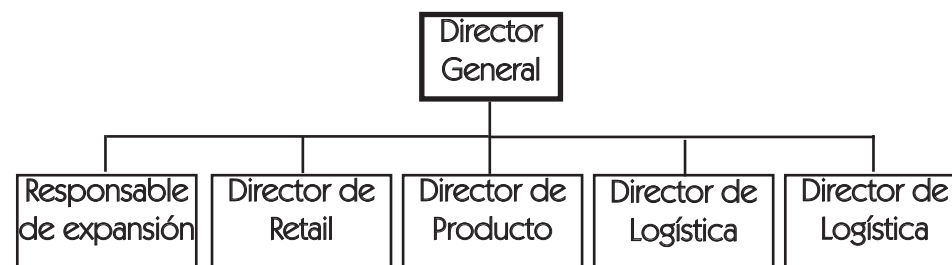 Director
General
Responsable
de expansión
Director de
Retail
Director de
Producto
Director de
Logística
Director de
Logística